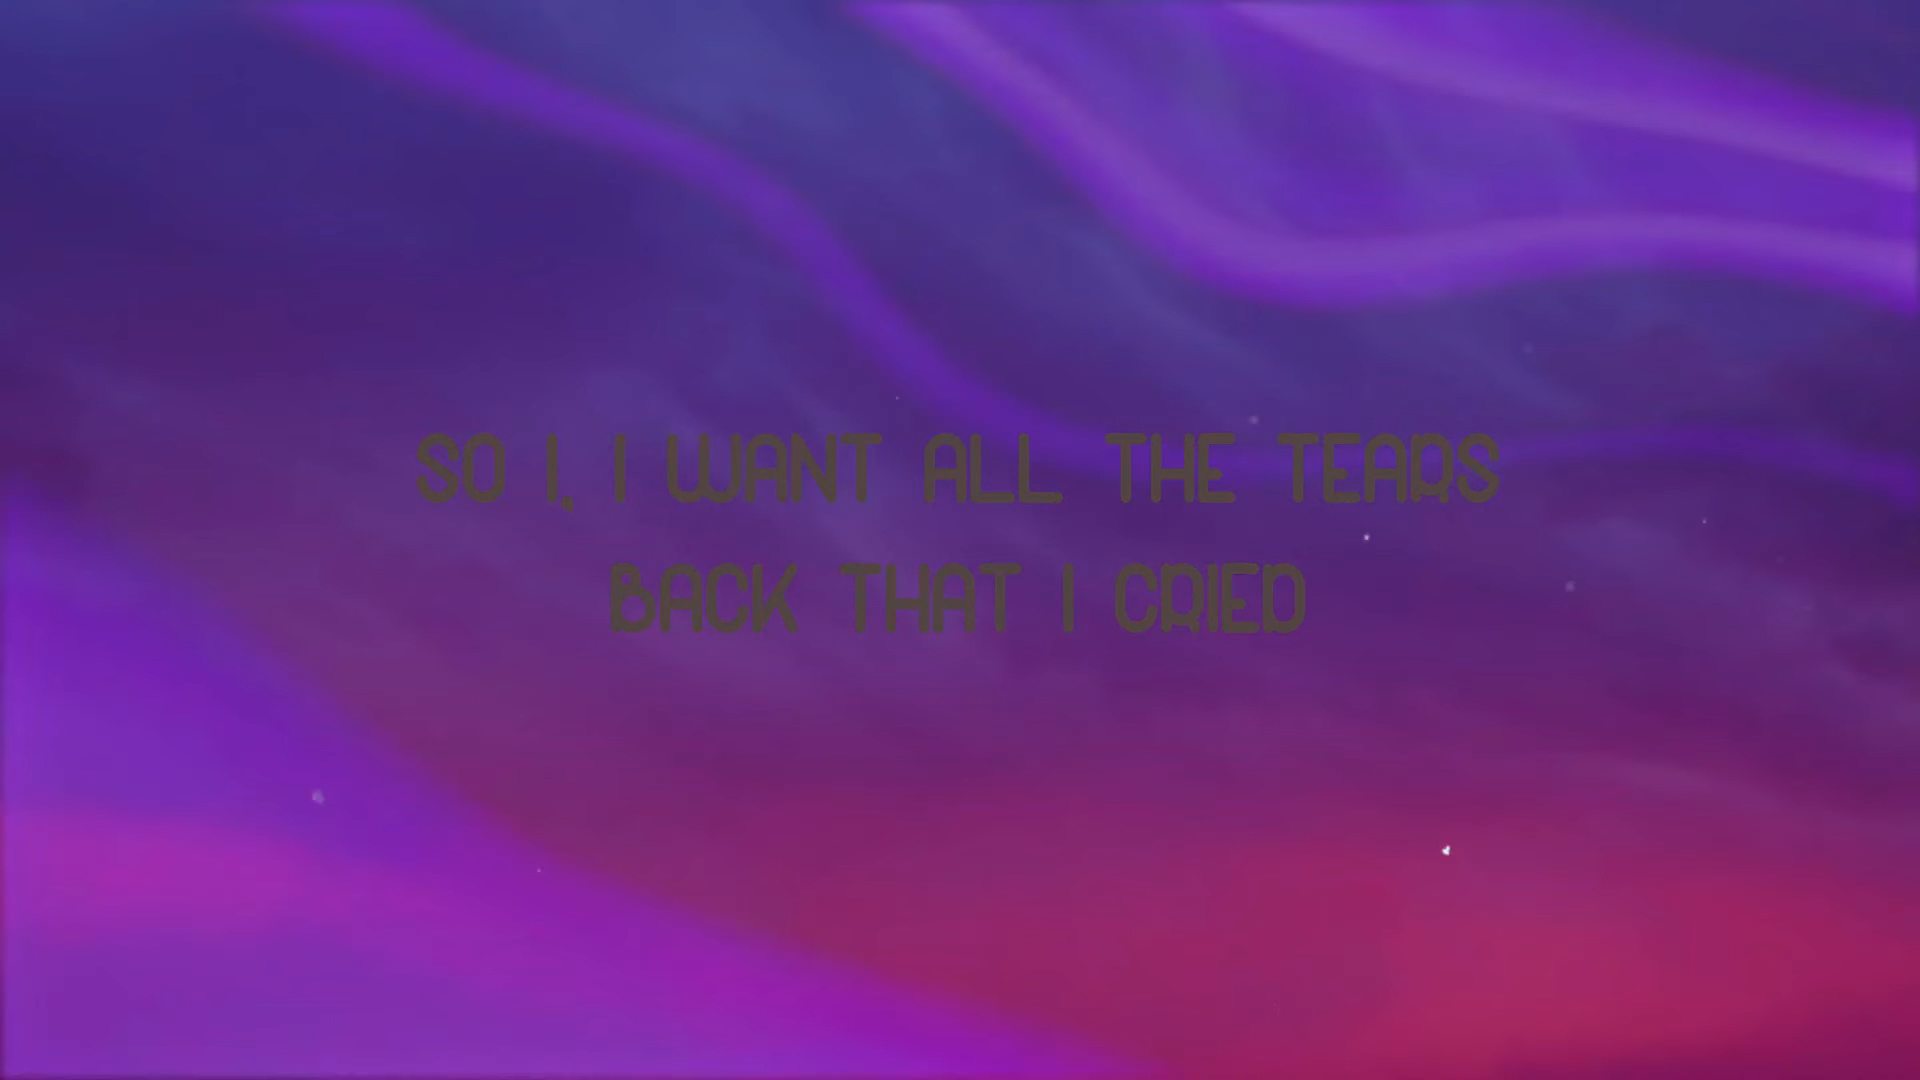 SO I, I WANT ALL THE TEARS
BACK THAT I CRIED